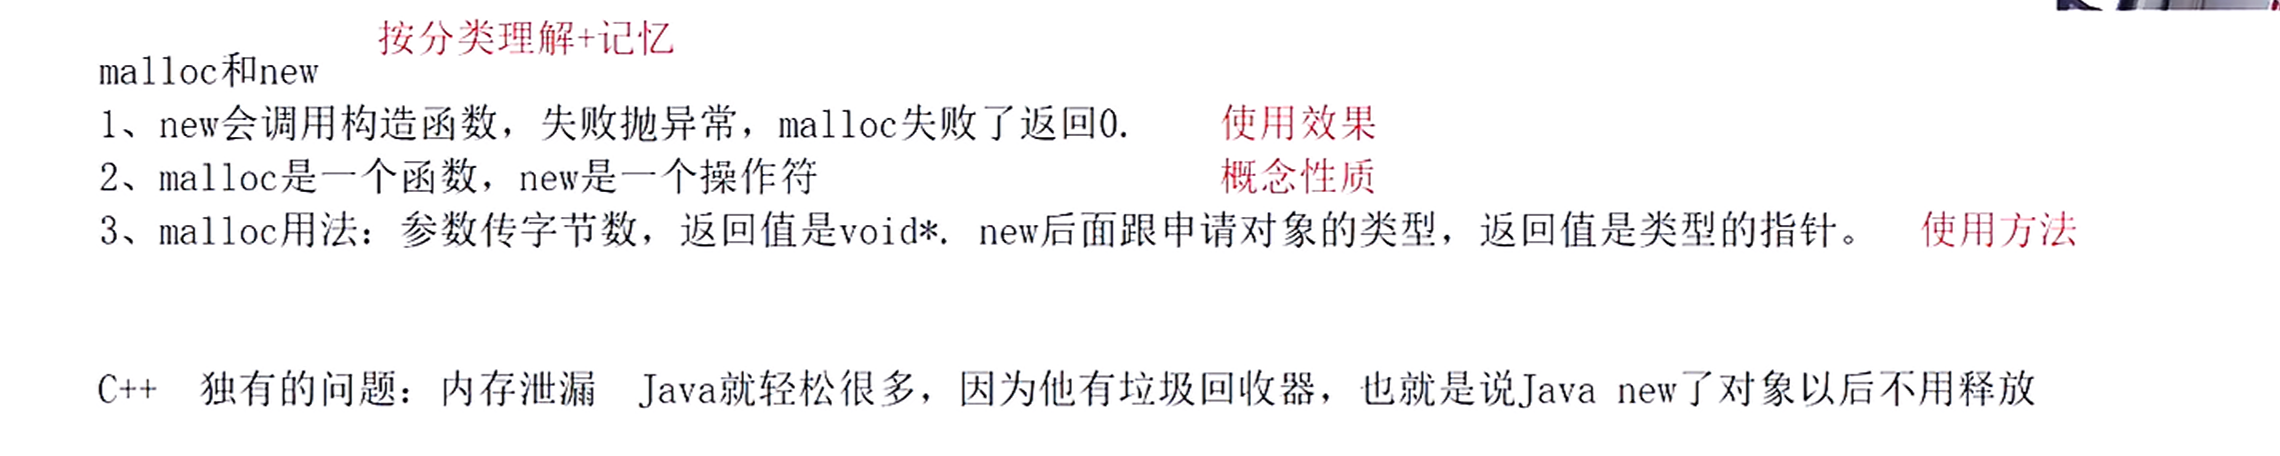 按分类理解+记忆
malloc和new
1、new会调用构造函数，失败抛异常，malloc失败了返回0. 使用效果
2、malloc是一个函数，new是一个操作符 概念性质
3、malloc用法：参数传字节数，返回值是void*. new后面跟申请对象的类型，返回值是类型的指针。 使用方法
C++ 独有的问题：内存泄漏 Java就轻松很多，因为他有垃圾回收器，也就是说Java new了对象以后不用释放